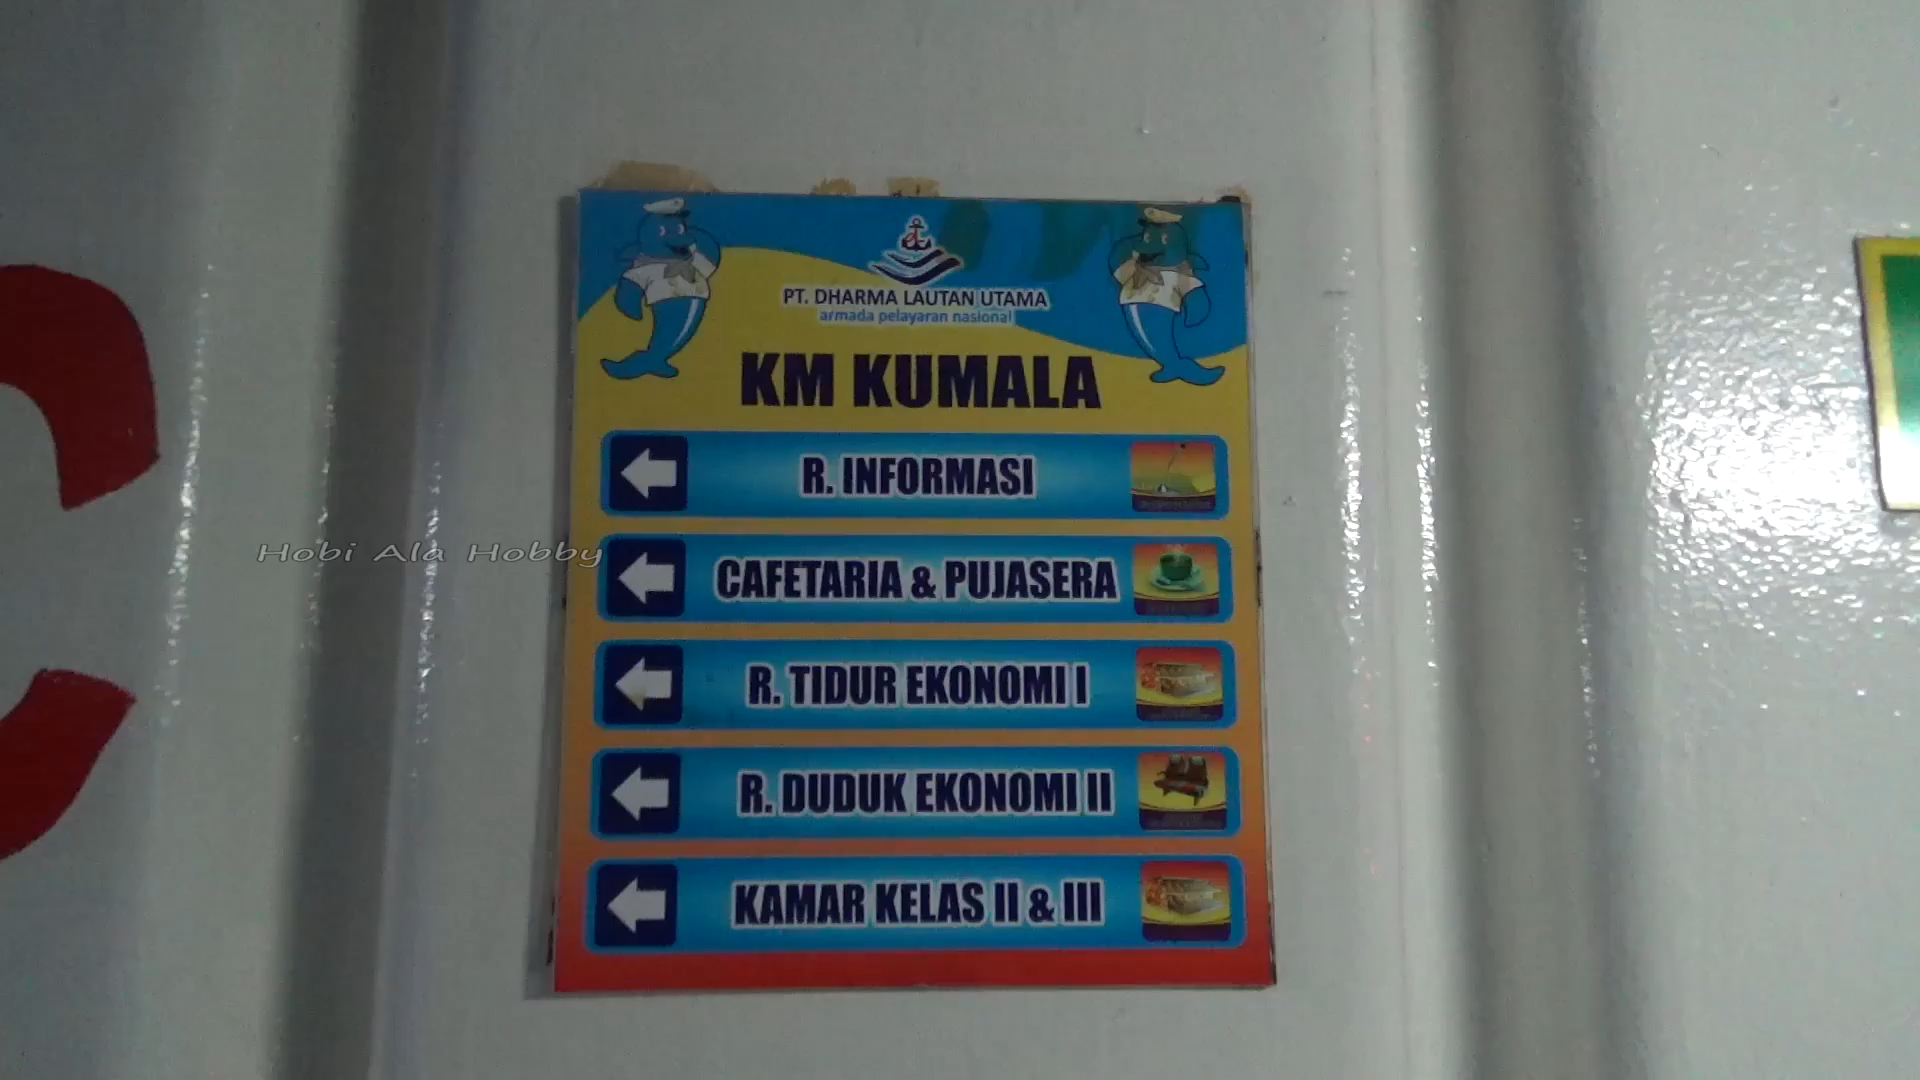 PT. DHARMA LAUTAN UTAMA
armada pelayaran nasional
KM KUMALA
R. INFORMASI
Hobi Ala Hobby
CAFETARIA & PUJASERA
R. TIDUR EKONOMI I
R. DUDUK EKONOMI II
KAMAR KELAS II & III